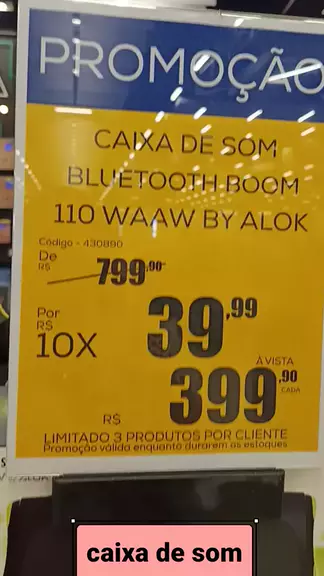 PROMOÇÃO
CAIXA DE SOM
BLUETOOTH BOOM
110 WAAW BY ALOK
Código - 430890
De
R$ 799,90
Por
R$
10X 39,99
À VISTA
R$ 399,90
CADA
LIMITADO 3 PRODUTOS POR CLIENTE
Promoção válida enquanto durarem os estoques
caixa de som